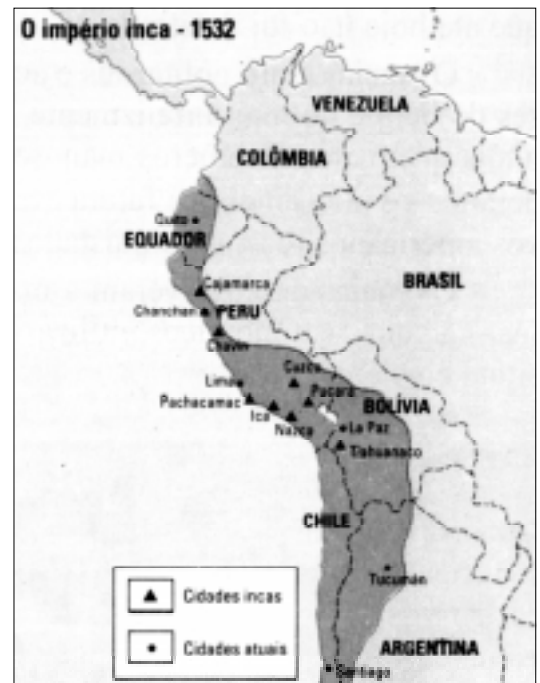 O império inca - 1532
VENEZUELA
COLÔMBIA
Quito
EQUADOR
BRASIL
Cajamarca
Chanchan
PERU
Chavin
Cuzco
Lima
Pacará
Pachacamac
BOLÍVIA
Ica
Nazca
La Paz
Tiahuanaco
CHILE
Tucumán
Cidades incas
Cidades atuais
ARGENTINA
Santiago